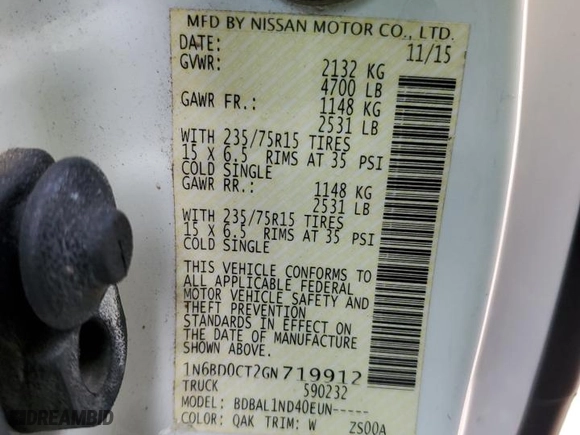 MFD BY NISSAN MOTOR CO., LTD.
DATE: 11/15
GVWR: 2132 KG
4700 LB
GAWR FR.: 1148 KG
2531 LB
WITH 235/75R15 TIRES
15 X 6.5 RIMS AT 35 PSI
COLD SINGLE
GAWR RR.: 1148 KG
2531 LB
WITH 235/75R15 TIRES
15 X 6.5 RIMS AT 35 PSI
COLD SINGLE
THIS VEHICLE CONFORMS TO
ALL APPLICABLE FEDERAL
MOTOR VEHICLE SAFETY AND
THEFT PREVENTION
STANDARDS IN EFFECT ON
THE DATE OF MANUFACTURE
SHOWN ABOVE.
1N6BD0CT2GN719912
TRUCK 590232
MODEL: BDBAL1ND40EUN-----
COLOR: QAK TRIM: W ZS00A